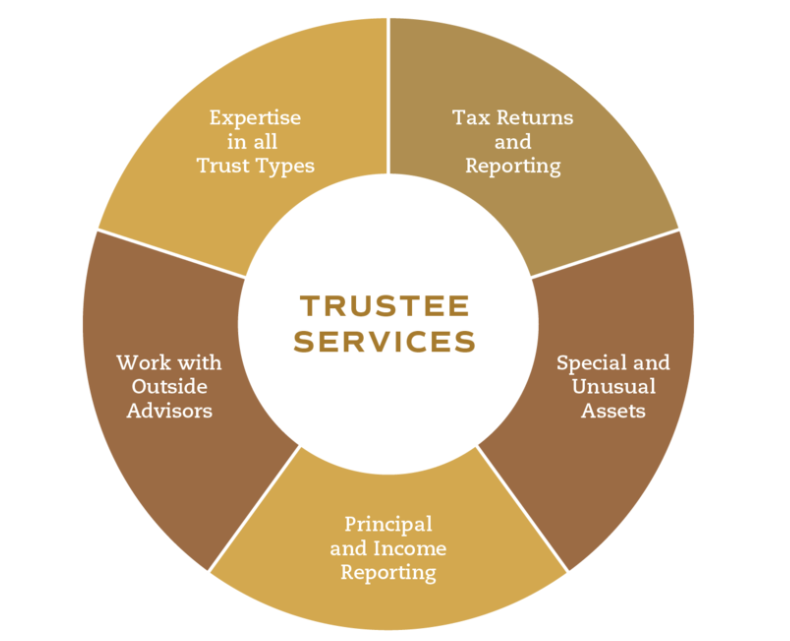 Expertise
in all
Trust Types
Tax Returns
and
Reporting
TRUSTEE
SERVICES
Work with
Outside
Advisors
Special and
Unusual
Assets
Principal
and Income
Reporting